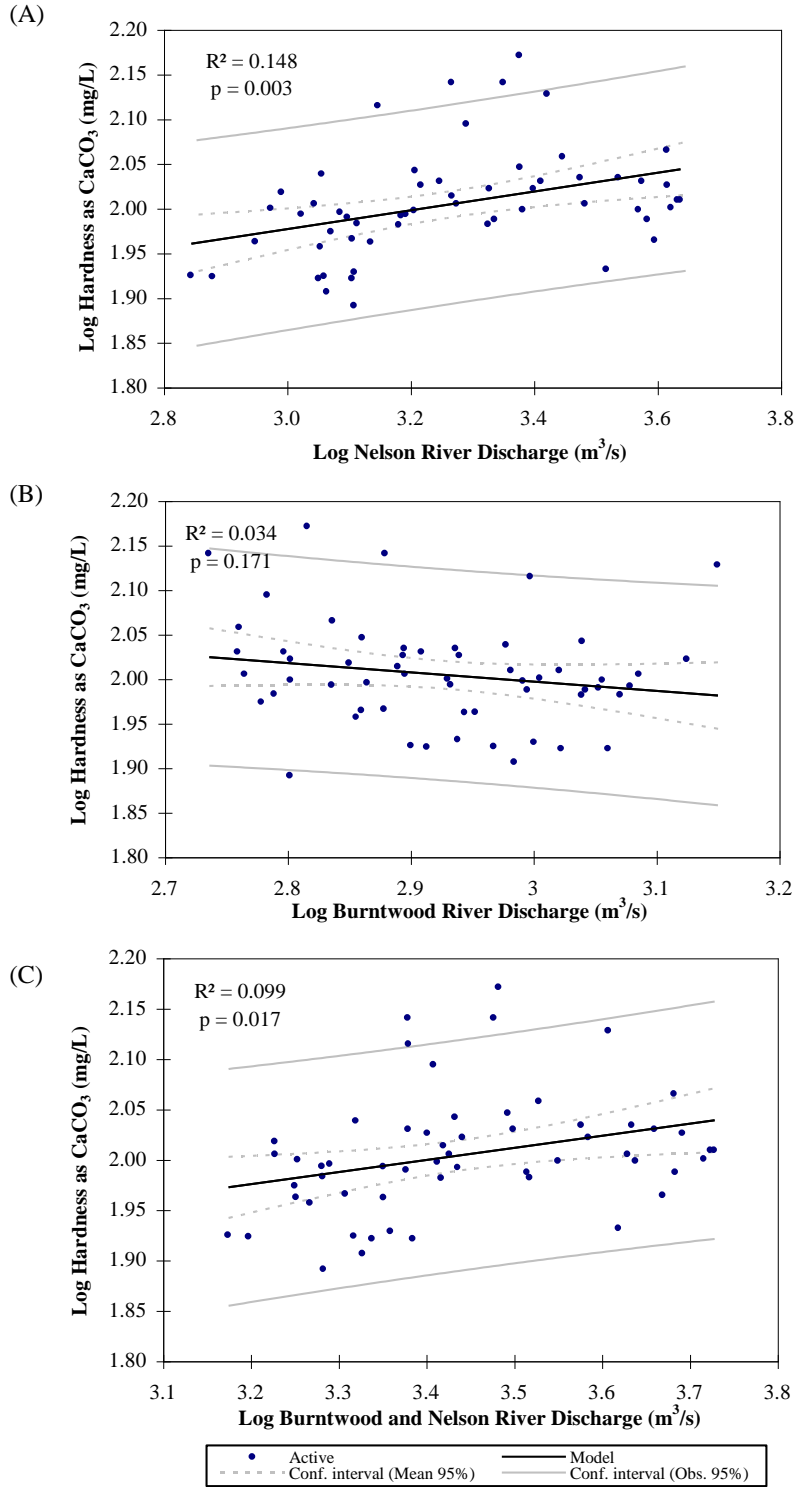 (A)
2.20
2.15
2.10
2.05
2.00
1.95
1.90
1.85
1.80
Log Hardness as CaCO₃ (mg/L)
R² = 0.148
p = 0.003
2.8 3.0 3.2 3.4 3.6 3.8
Log Nelson River Discharge (m³/s)
(B)
2.20
2.15
2.10
2.05
2.00
1.95
1.90
1.85
1.80
Log Hardness as CaCO₃ (mg/L)
R² = 0.034
p = 0.171
2.7 2.8 2.9 3 3.1 3.2
Log Burntwood River Discharge (m³/s)
(C)
2.20
2.15
2.10
2.05
2.00
1.95
1.90
1.85
1.80
Log Hardness as CaCO₃ (mg/L)
R² = 0.099
p = 0.017
3.1 3.2 3.3 3.4 3.5 3.6 3.7 3.8
Log Burntwood and Nelson River Discharge (m³/s)
Active Model
Conf. interval (Mean 95%) Conf. interval (Obs. 95%)